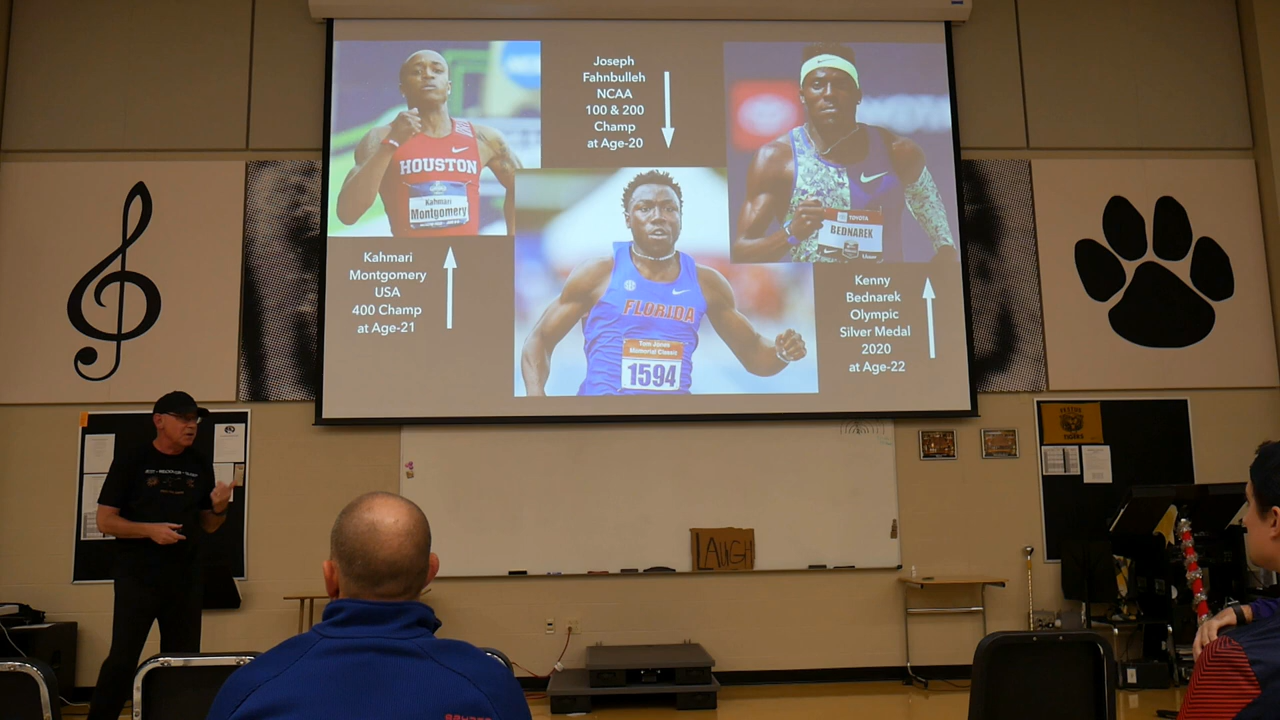 Joseph
Fahnbulleh
NCAA
100 & 200
Champ
at Age-20
HOUSTON
Kahmari
Montgomery
TOYOTA
BEDNAREK
Kahmari
Montgomery
USA
400 Champ
at Age-21
FLORIDA
Tom Jones
Memorial Classic
1594
Kenny
Bednarek
Olympic
Silver Medal
2020
at Age-22
LAUGH